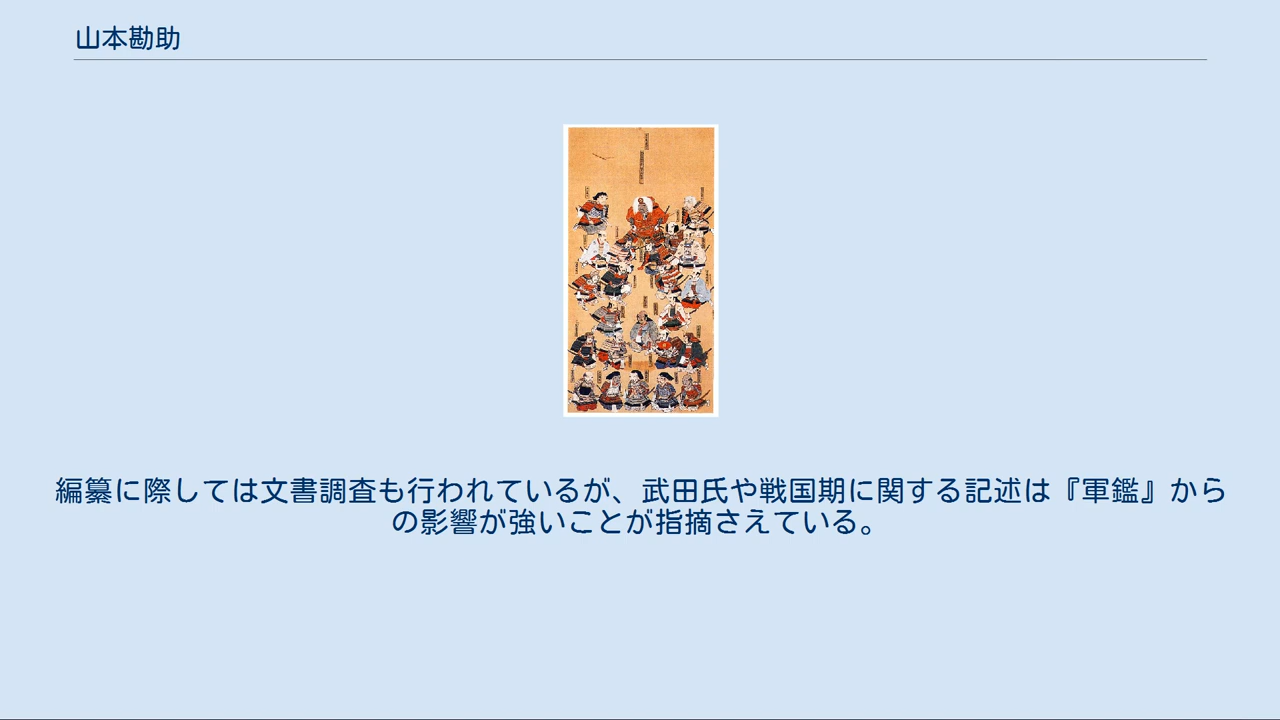 山本勘助
編纂に際しては文書調査も行われているが、武田氏や戦国期に関する記述は『軍鑑』から
の影響が強いことが指摘さえている。